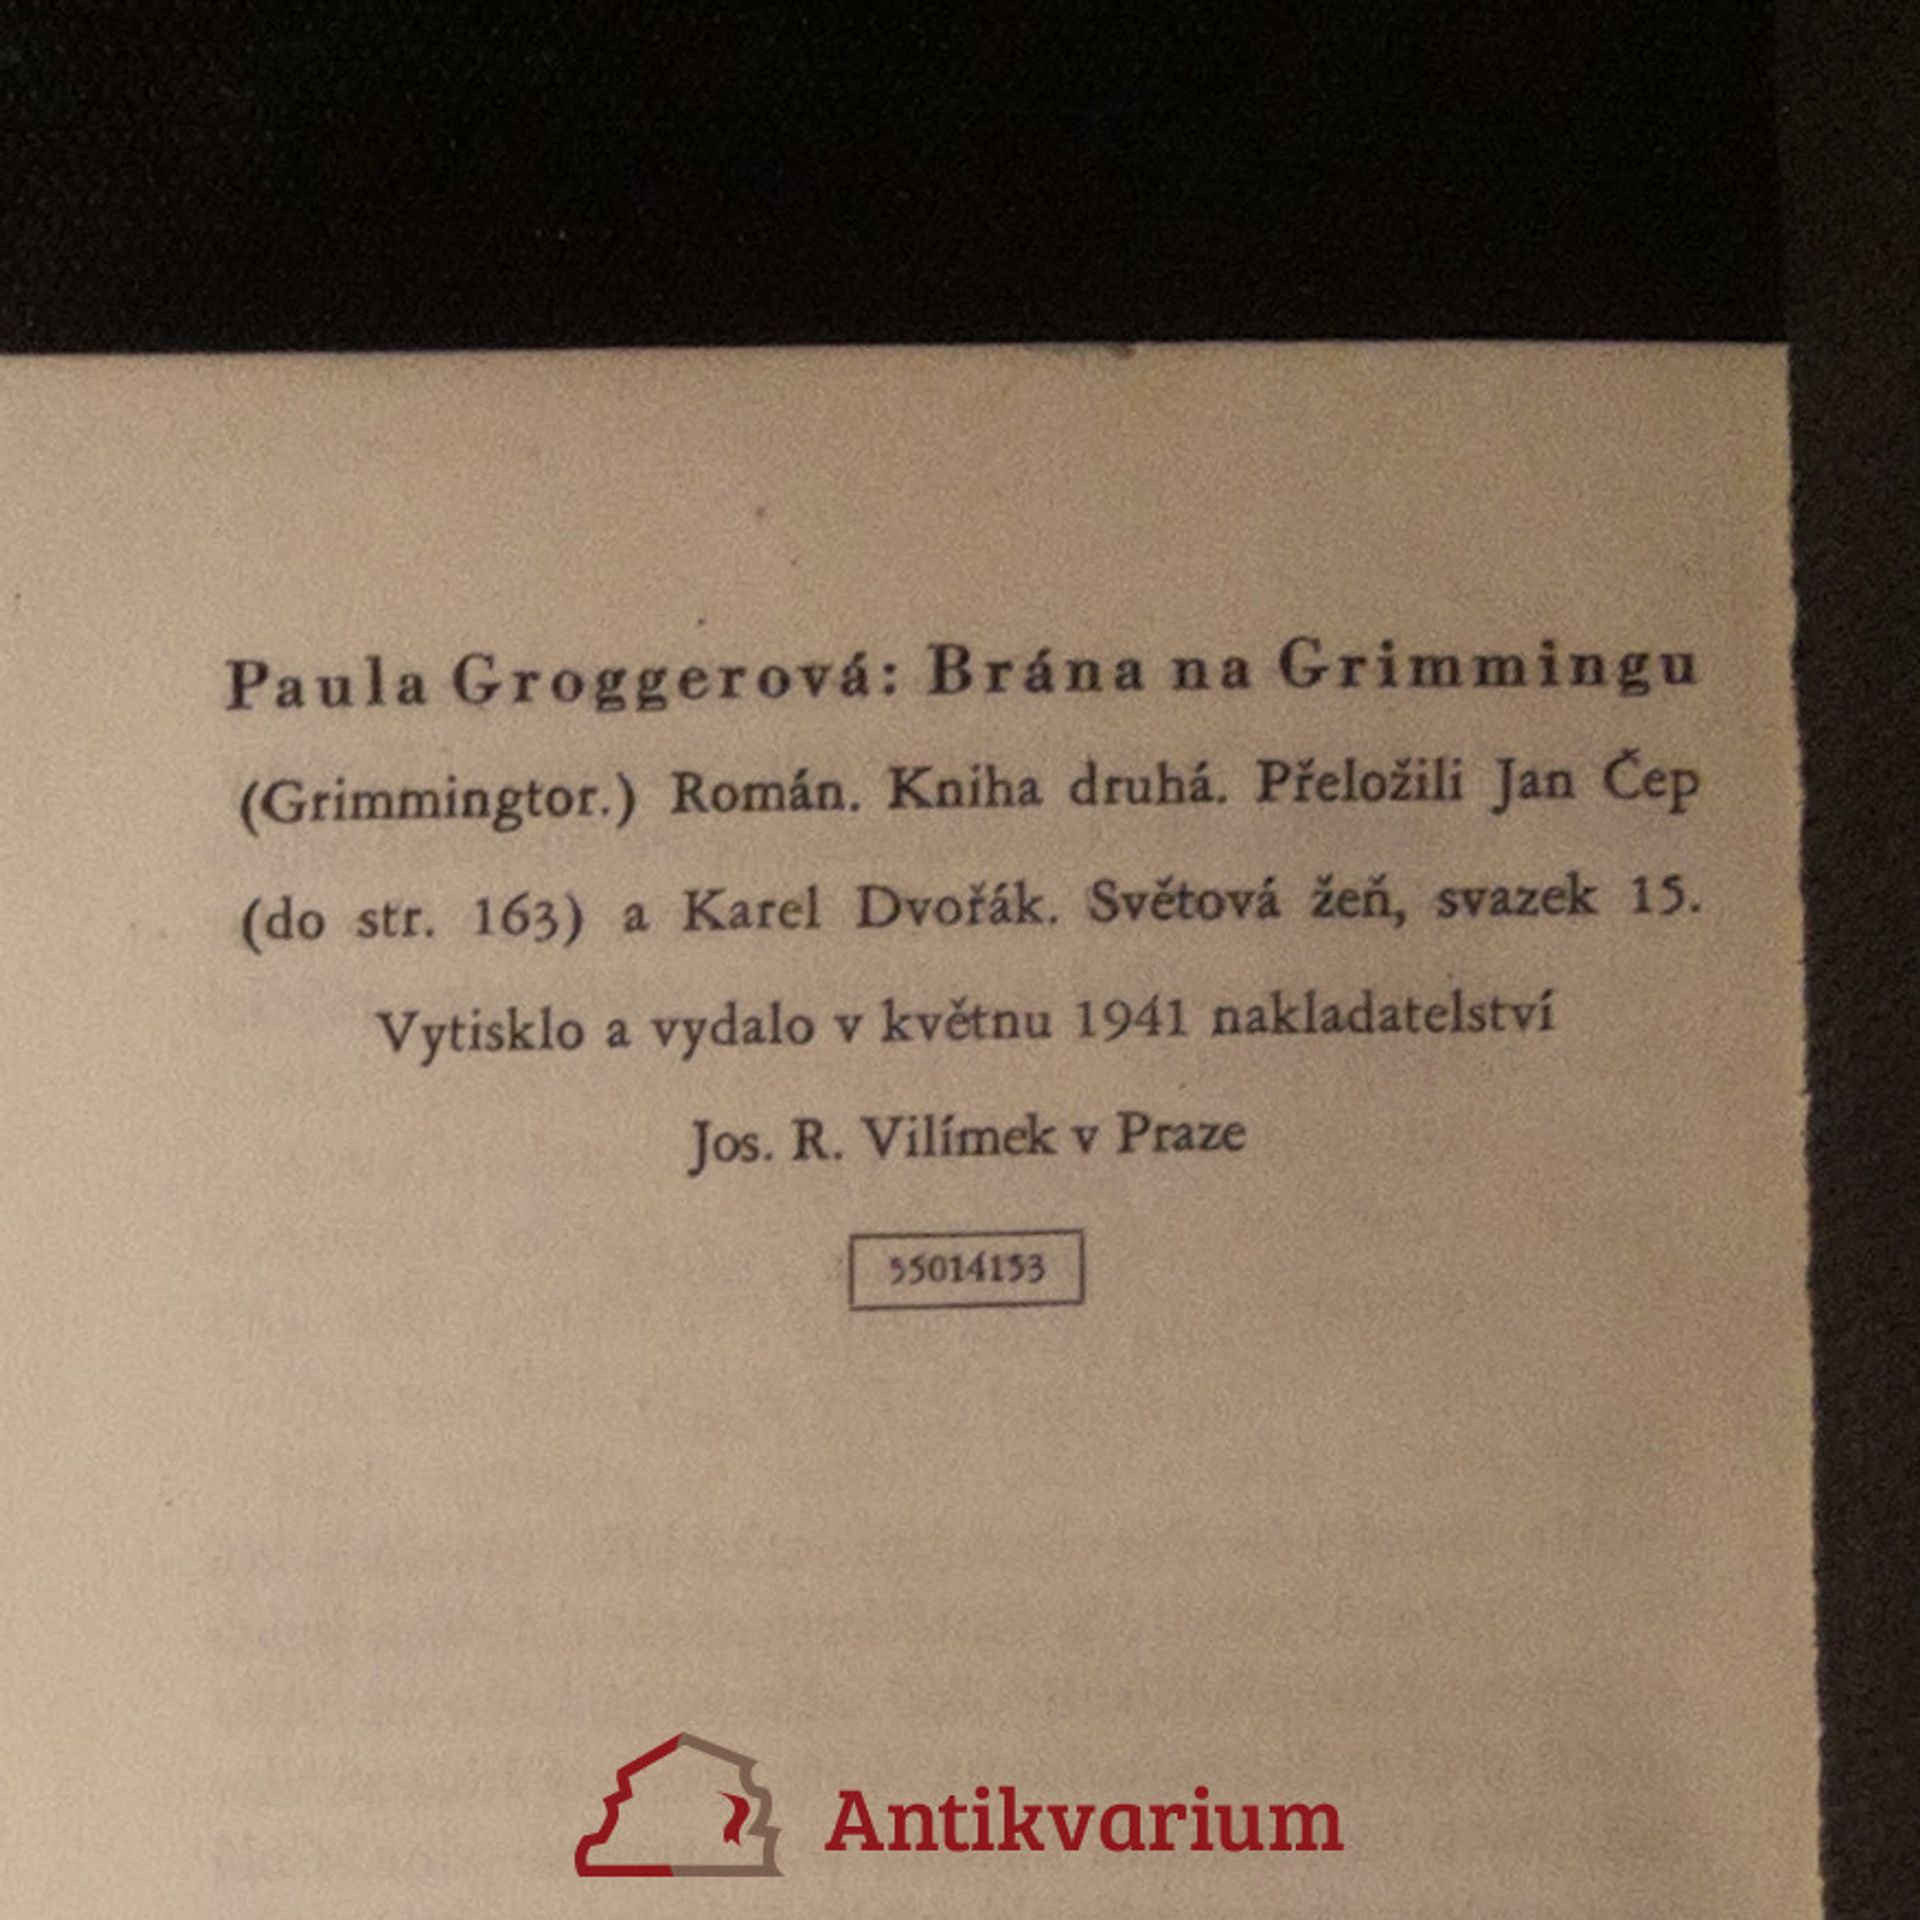 Paula Groggerová: Brána na Grimmingu
(Grimmingtor.) Román. Kniha druhá. Přeložili Jan Čep
(do str. 163) a Karel Dvořák. Světová žeň, svazek 15.
Vytisklo a vydalo v květnu 1941 nakladatelství
Jos. R. Vilímek v Praze
55014153
Antikvarium